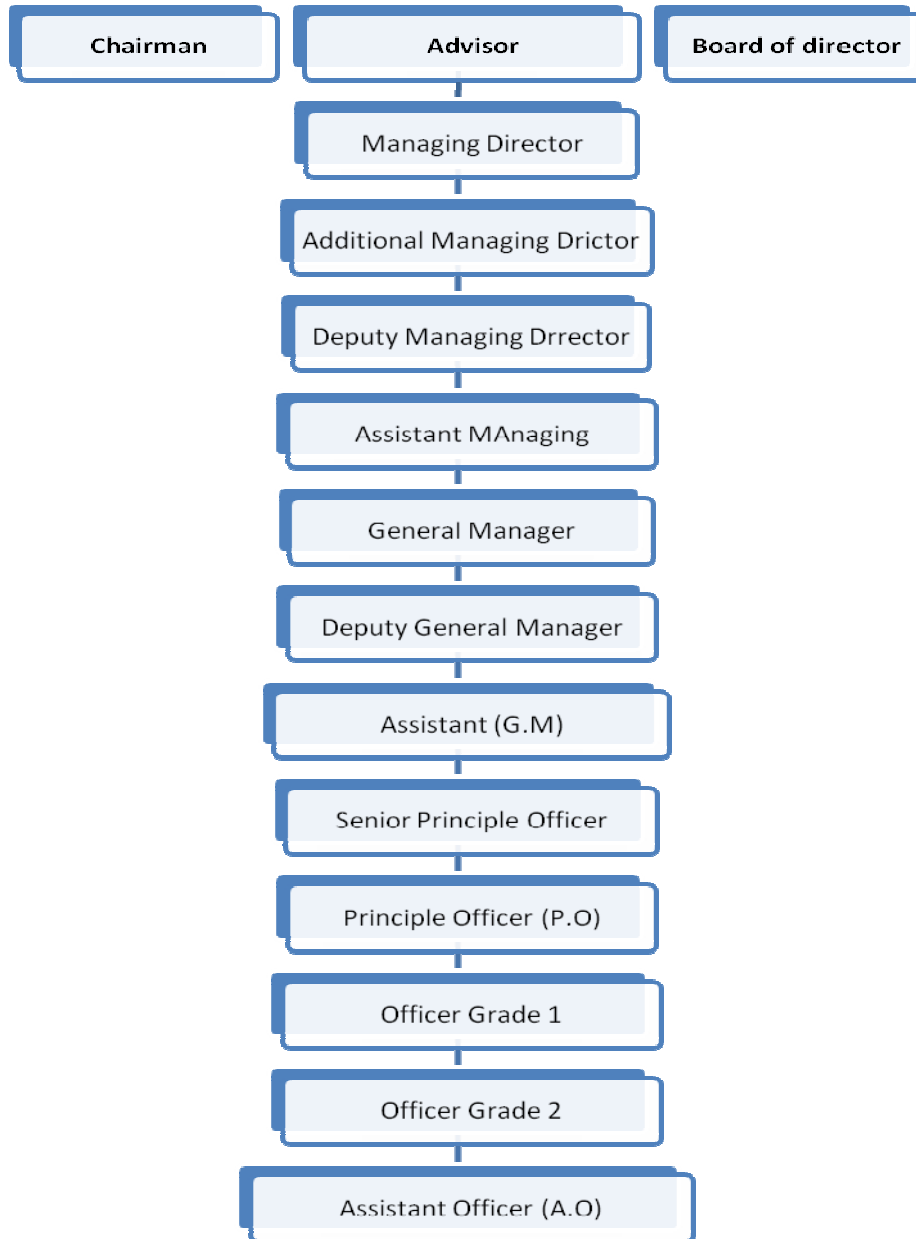 Chairman
Advisor
Board of director
Managing Director
Additional Managing Drictor
Deputy Managing Drrector
Assistant MAnaging
General Manager
Deputy General Manager
Assistant (G.M)
Senior Principle Officer
Principle Officer (P.O)
Officer Grade 1
Officer Grade 2
Assistant Officer (A.O)